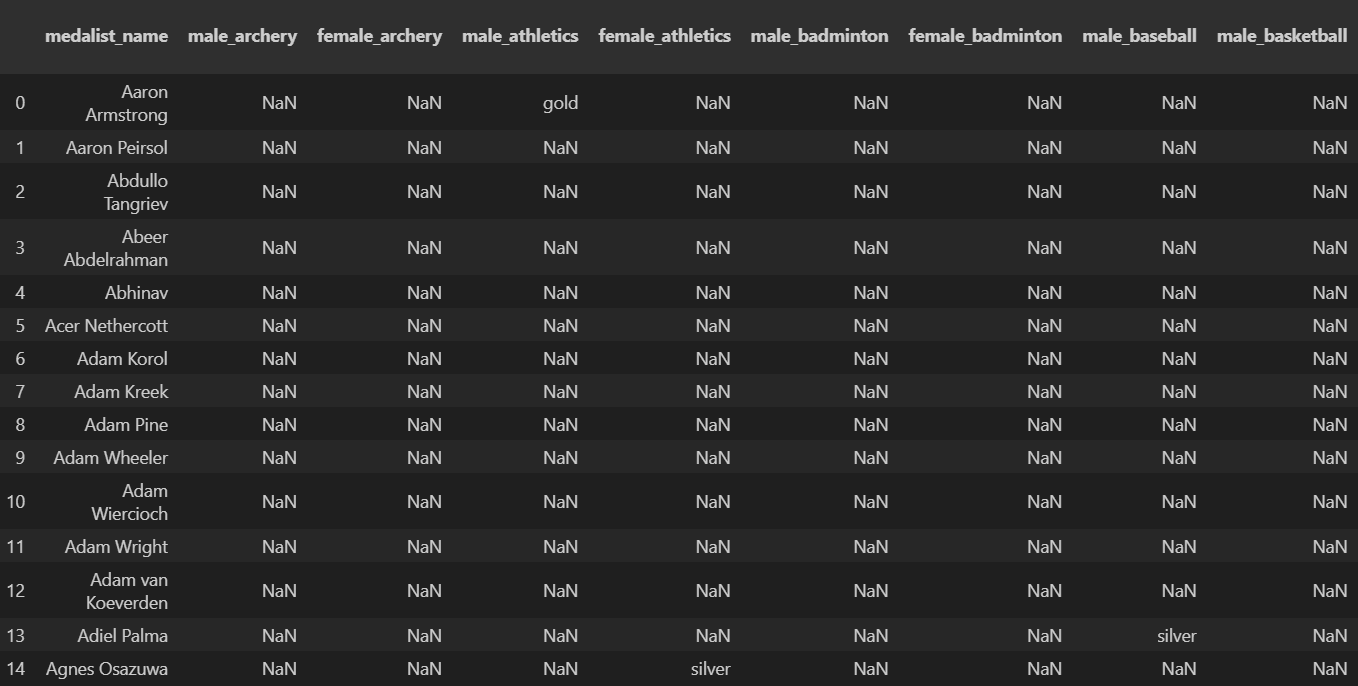 medalist_name male_archery female_archery male_athletics female_athletics male_badminton female_badminton male_baseball male_basketball
0 Aaron Armstrong NaN NaN gold NaN NaN NaN NaN NaN
1 Aaron Peirsol NaN NaN NaN NaN NaN NaN NaN NaN
2 Abdullo Tangriev NaN NaN NaN NaN NaN NaN NaN NaN
3 Abeer Abdelrahman NaN NaN NaN NaN NaN NaN NaN NaN
4 Abhinav NaN NaN NaN NaN NaN NaN NaN NaN
5 Acer Nethercott NaN NaN NaN NaN NaN NaN NaN NaN
6 Adam Korol NaN NaN NaN NaN NaN NaN NaN NaN
7 Adam Kreek NaN NaN NaN NaN NaN NaN NaN NaN
8 Adam Pine NaN NaN NaN NaN NaN NaN NaN NaN
9 Adam Wheeler NaN NaN NaN NaN NaN NaN NaN NaN
10 Adam Wiercioch NaN NaN NaN NaN NaN NaN NaN NaN
11 Adam Wright NaN NaN NaN NaN NaN NaN NaN NaN
12 Adam van Koeverden NaN NaN NaN NaN NaN NaN NaN NaN
13 Adiel Palma NaN NaN NaN NaN NaN NaN silver NaN
14 Agnes Osazuwa NaN NaN NaN silver NaN NaN NaN NaN